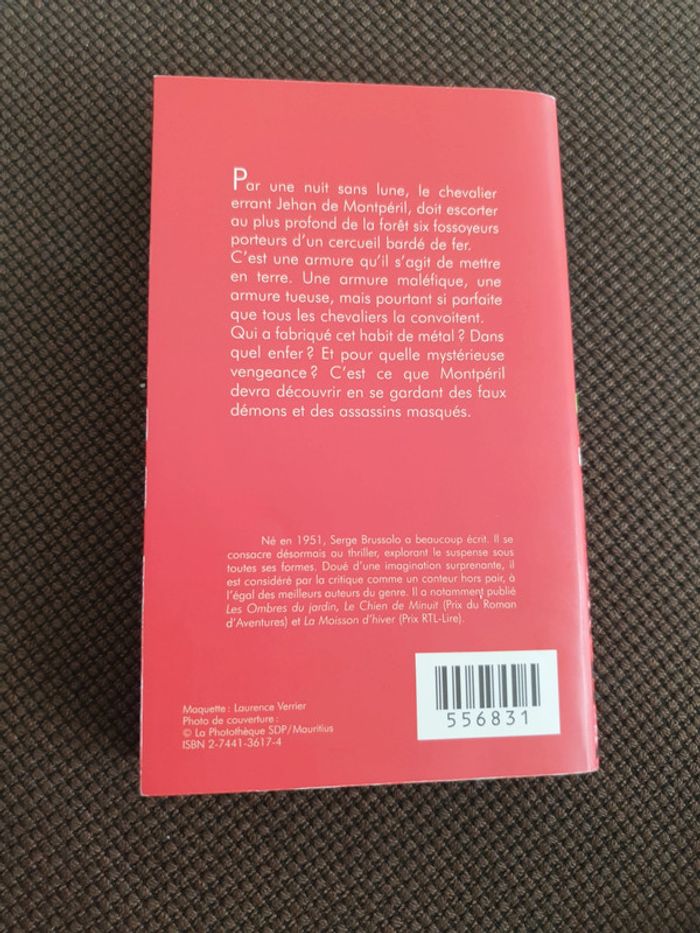 Par une nuit sans lune, le chevalier
errant Jehan de Montpéril, doit escorter
au plus profond de la forêt six fossoyeurs
porteurs d'un cercueil bardé de fer.
C'est une armure qu'il s'agit de mettre
en terre. Une armure maléfique, une
armure tueuse, mais pourtant si parfaite
que tous les chevaliers la convoitent.
Qui a fabriqué cet habit de métal ? Dans
quel enfer ? Et pour quelle mystérieuse
vengeance ? C'est ce que Montpéril
devra découvrir en se gardant des faux
démons et des assassins masqués.
Né en 1951, Serge Brussolo a beaucoup écrit. Il se
consacre désormais au thriller, explorant le suspense sous
toutes ses formes. Doué d'une imagination surprenante, il
est considéré par la critique comme un conteur hors pair, à
l'égal des meilleurs auteurs du genre. Il a notamment publié
Les Ombres du jardin, Le Chien de Minuit (Prix du Roman
d'Aventures) et La Moisson d'hiver (Prix RTL-Lire).
Maquette : Laurence Verrier
Photo de couverture :
© La Photothèque SDP/Mauritius
ISBN 2-7441-3617-4
556831